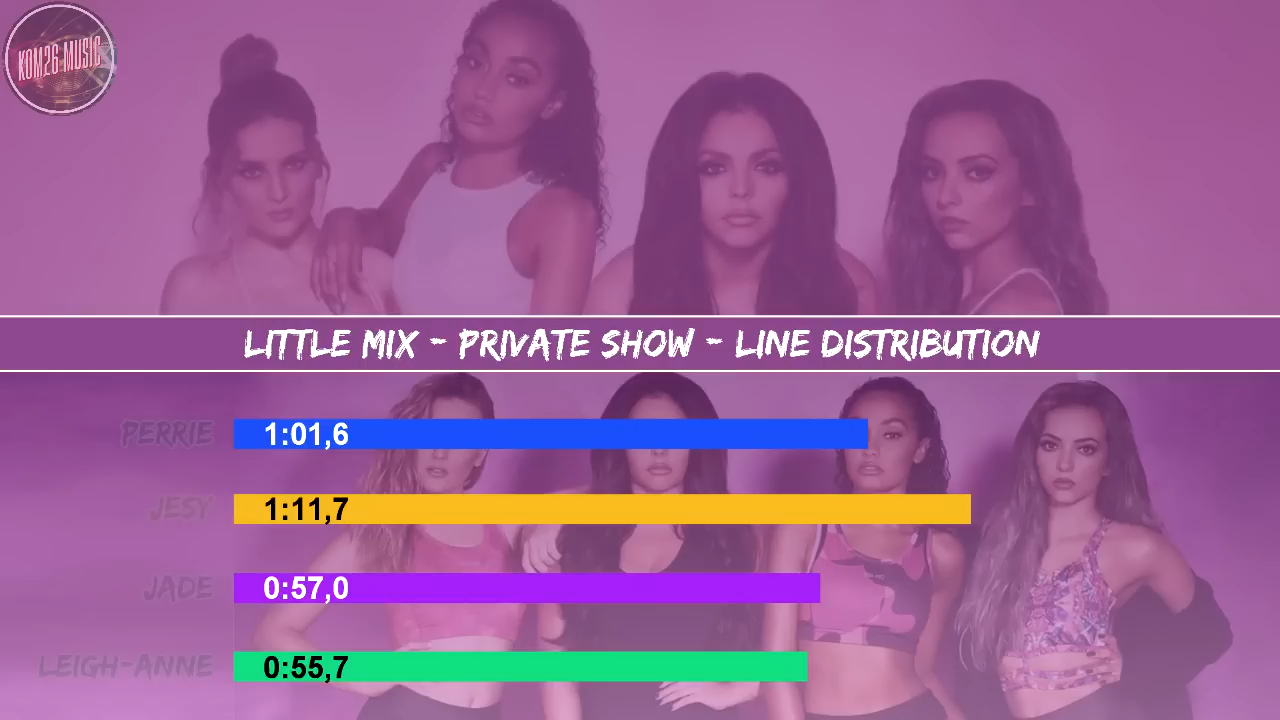 KOM26 MUSIC
LITTLE MIX - PRIVATE SHOW - LINE DISTRIBUTION
PERRIE 1:01,6
JESY 1:11,7
JADE 0:57,0
LEIGH-ANNE 0:55,7